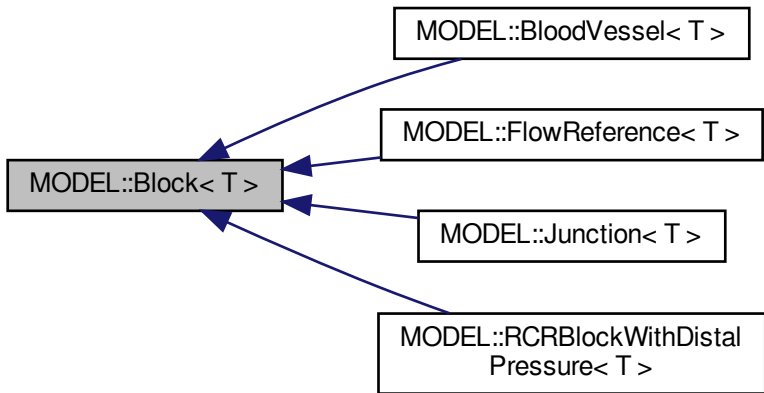 MODEL::BloodVessel< T >
MODEL::FlowReference< T >
MODEL::Block< T >
MODEL::Junction< T >
MODEL::RCRBlockWithDistal
Pressure< T >